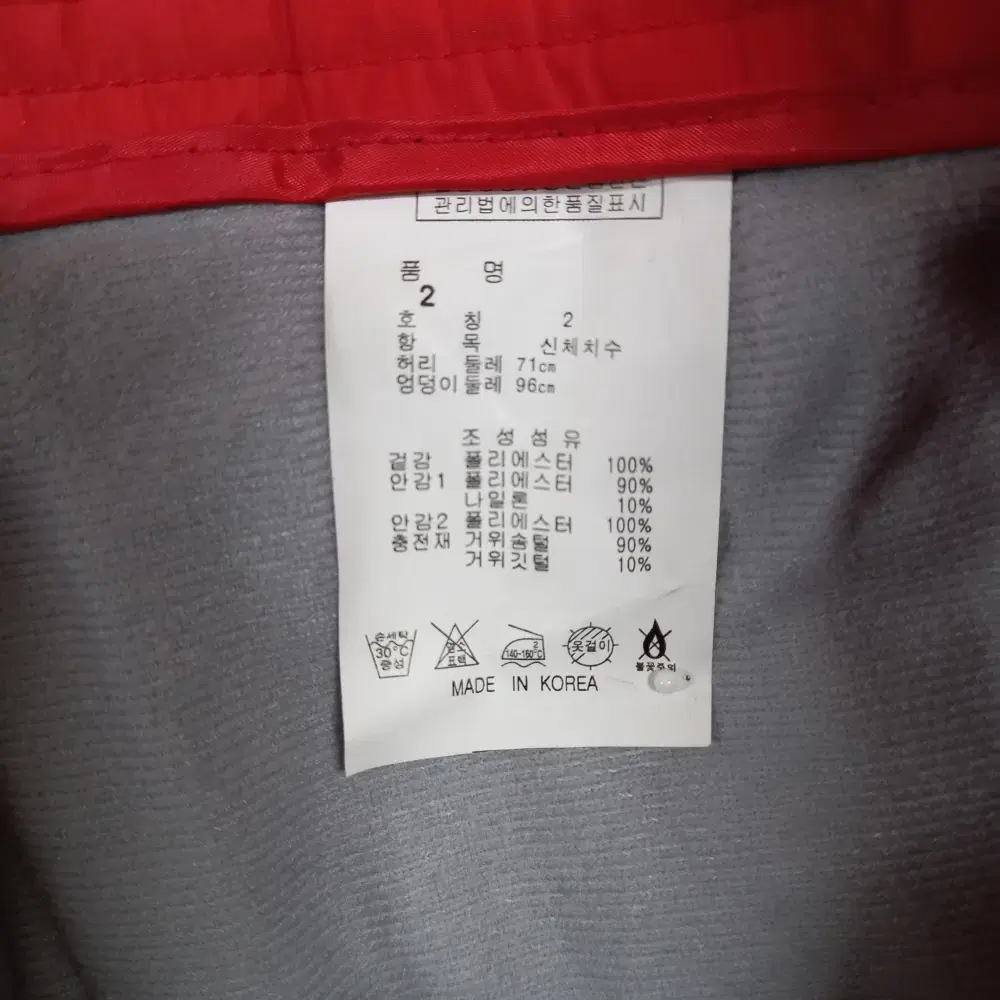 관리법에의한품질표시
품 명
2
호 칭 2
항 목 신체치수
허리 둘레 71cm
엉덩이둘레 96cm
조 성 섬 유
겉감 폴리에스터 100%
안감1 폴리에스터 90%
나일론 10%
안감2 폴리에스터 100%
충전재 거위솜털 90%
거위깃털 10%
손세탁 30°C 중성
염소 표백
2 140-160°C
옷걸이
불꽃주의
MADE IN KOREA